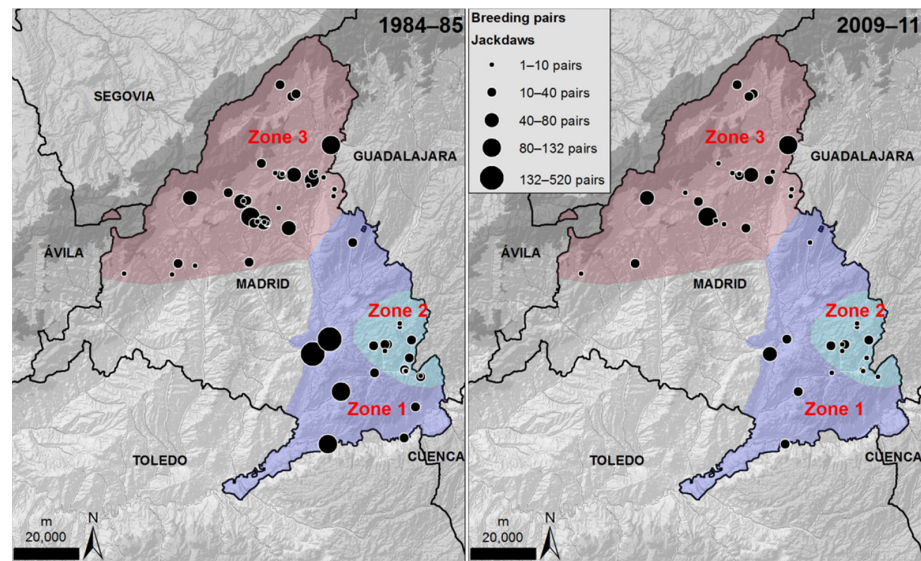 1984–85
SEGOVIA
Zone 3
GUADALAJARA
ÁVILA
MADRID
Zone 2
Zone 1
TOLEDO
CUENCA
m
N
20,000
Breeding pairs
Jackdaws
1–10 pairs
10–40 pairs
40–80 pairs
80–132 pairs
132–520 pairs
2009–11
Zone 3
GUADALAJARA
ÁVILA
MADRID
Zone 2
Zone 1
TOLEDO
CUENCA
m
N
20,000